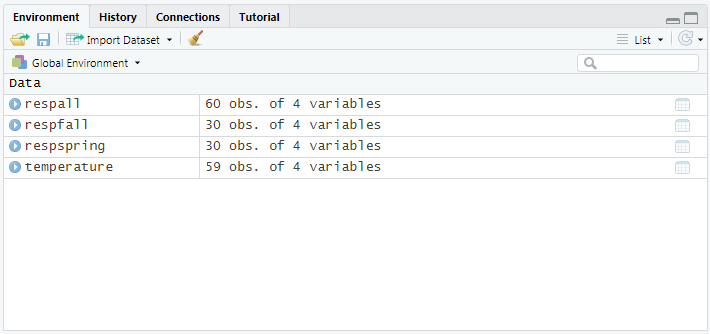 Environment History Connections Tutorial
Import Dataset List
Global Environment
Data
respall 60 obs. of 4 variables
respfall 30 obs. of 4 variables
respspring 30 obs. of 4 variables
temperature 59 obs. of 4 variables